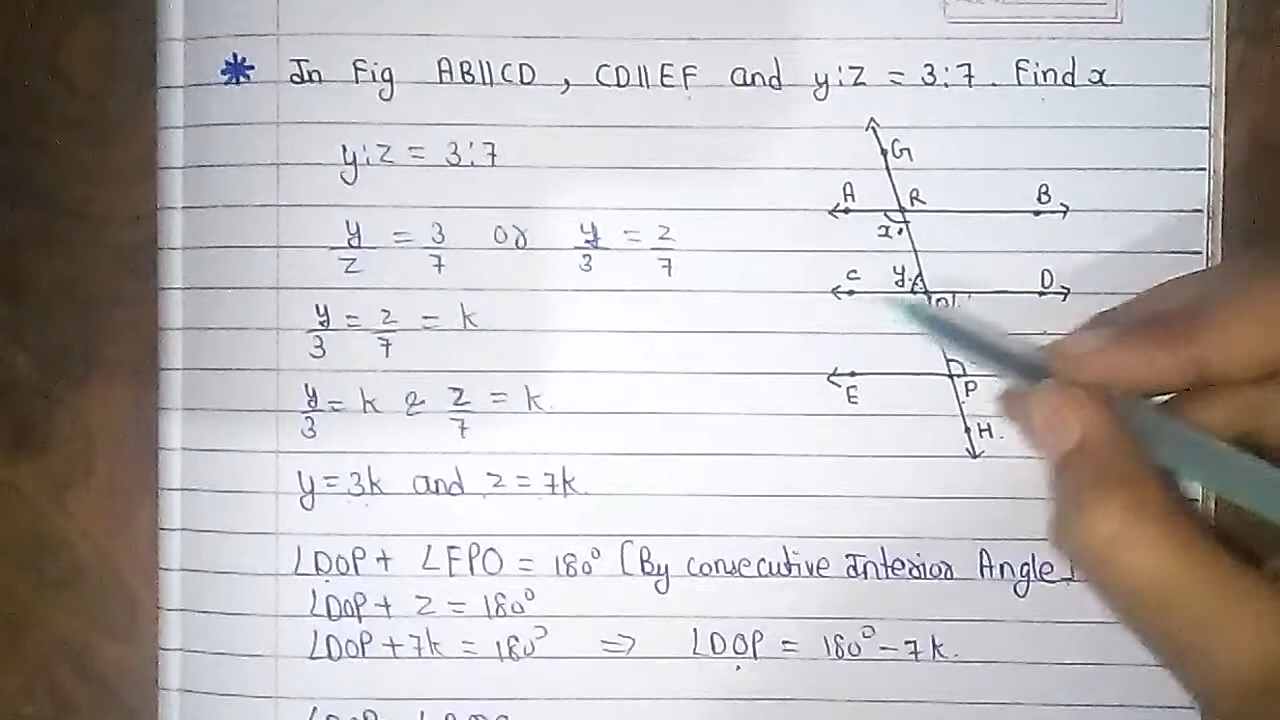 * In Fig AB||CD, CD||EF and y:z = 3:7. Find x
y:z = 3:7
y/z = 3/7 or y/3 = z/7
y/3 = z/7 = k
y/3 = k & z/7 = k.
y = 3k and z = 7k.
∠DOP + ∠FPO = 180° [By consecutive Interior Angle]
∠DOP + z = 180°
∠DOP + 7k = 180° ⇒ ∠DOP = 180° - 7k.
G
A R B
x
C y D
E P
H.